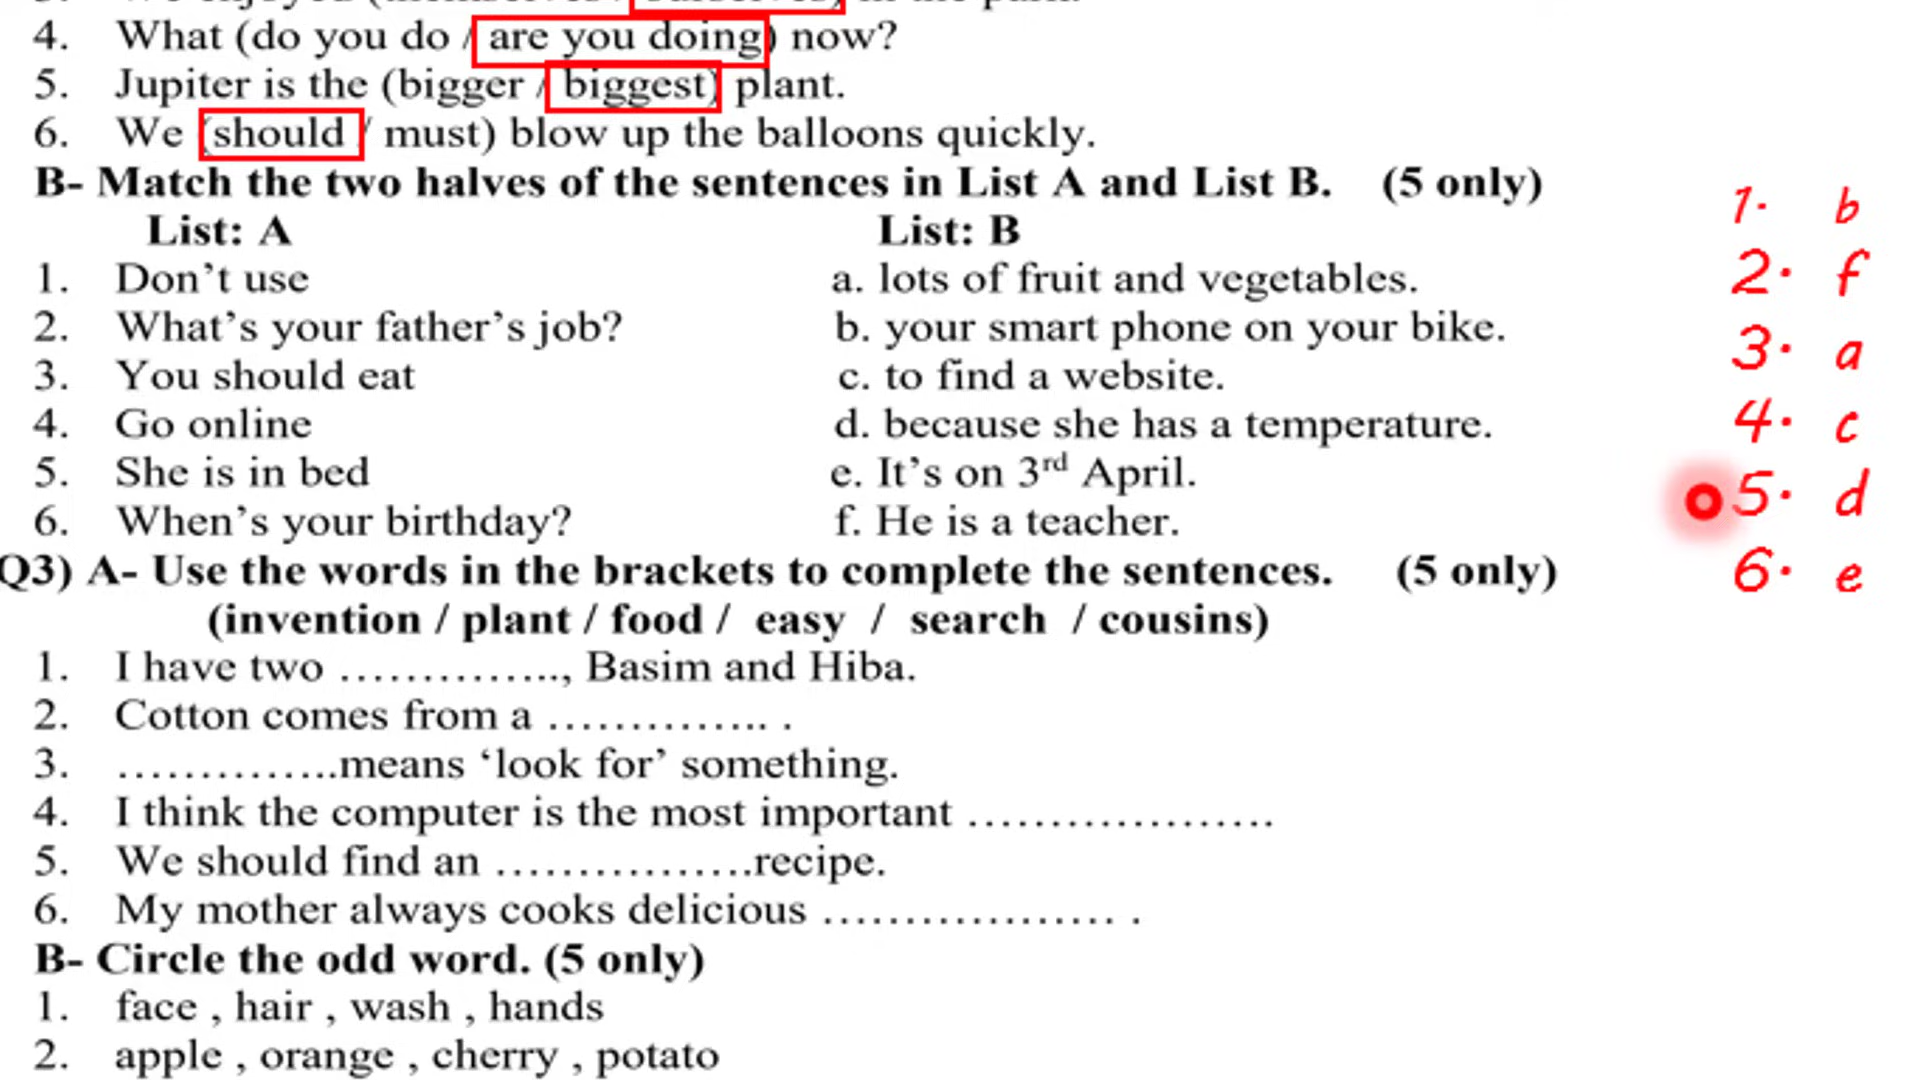 4. What (do you do / are you doing) now?
5. Jupiter is the (bigger / biggest) plant.
6. We (should / must) blow up the balloons quickly.
B- Match the two halves of the sentences in List A and List B. (5 only)
List: A List: B
1. Don’t use a. lots of fruit and vegetables.
2. What’s your father’s job? b. your smart phone on your bike.
3. You should eat c. to find a website.
4. Go online d. because she has a temperature.
5. She is in bed e. It’s on 3rd April.
6. When’s your birthday? f. He is a teacher.
1. b
2. f
3. a
4. c
5. d
6. e
Q3) A- Use the words in the brackets to complete the sentences. (5 only)
(invention / plant / food / easy / search / cousins)
1. I have two ………….., Basim and Hiba.
2. Cotton comes from a ………….. .
3. …………..means ‘look for’ something.
4. I think the computer is the most important ……………….
5. We should find an …………….recipe.
6. My mother always cooks delicious ……………… .
B- Circle the odd word. (5 only)
1. face , hair , wash , hands
2. apple , orange , cherry , potato